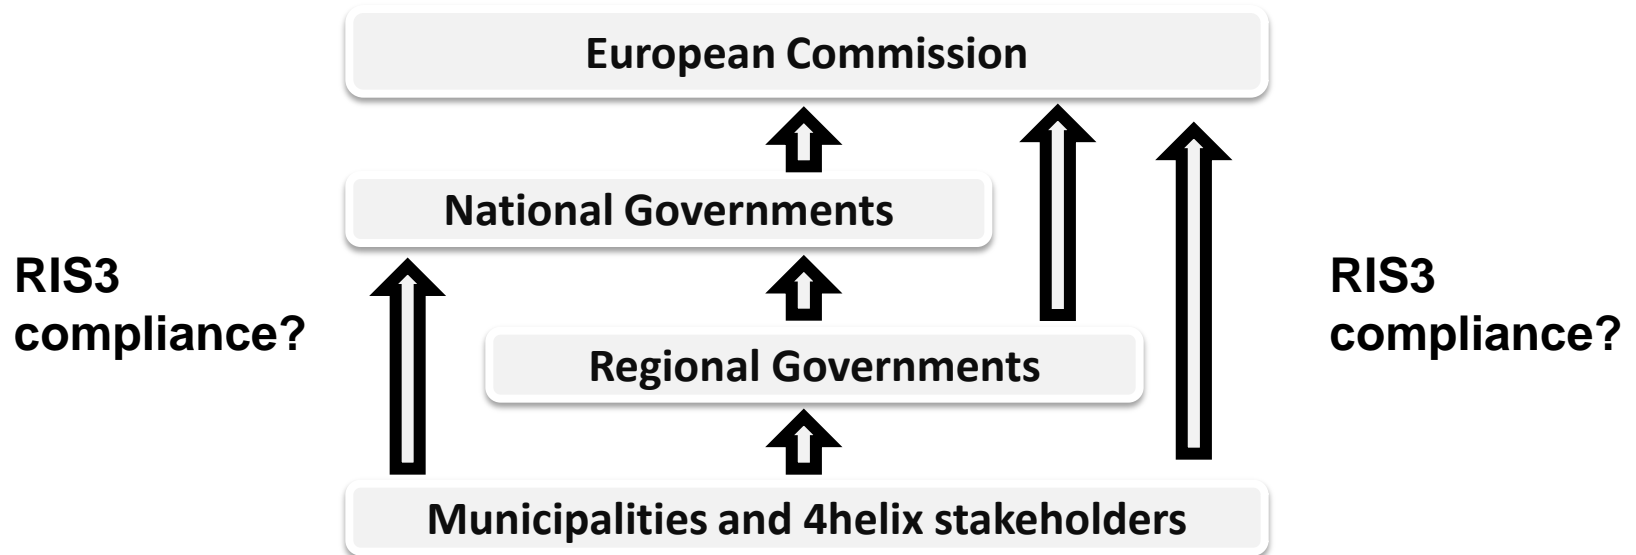 European Commission
National Governments
RIS3
compliance?
RIS3
compliance?
Regional Governments
Municipalities and 4helix stakeholders